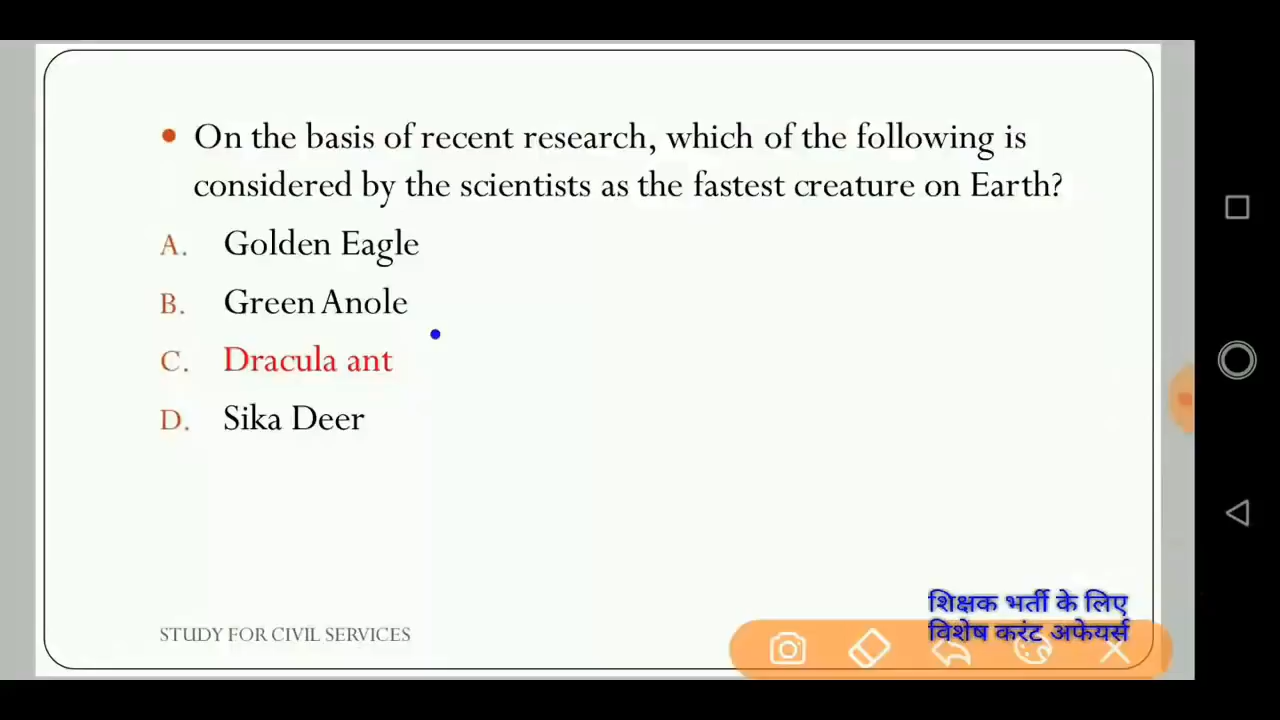 On the basis of recent research, which of the following is
considered by the scientists as the fastest creature on Earth?
A. Golden Eagle
B. Green Anole
C. Dracula ant
D. Sika Deer
शिक्षक भर्ती के लिए
विशेष करंट अफेयर्स
STUDY FOR CIVIL SERVICES